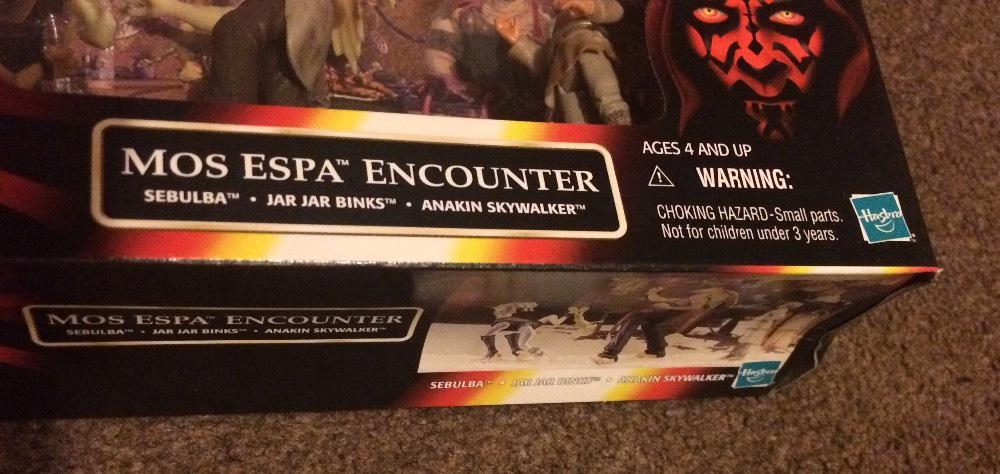 MOS ESPA™ ENCOUNTER
SEBULBA™ • JAR JAR BINKS™ • ANAKIN SKYWALKER™
AGES 4 AND UP
⚠ WARNING:
CHOKING HAZARD-Small parts.
Not for children under 3 years.
Hasbro™
MOS ESPA™ ENCOUNTER
SEBULBA™ • JAR JAR BINKS™ • ANAKIN SKYWALKER™
SEBULBA™ • JAR JAR BINKS™ • ANAKIN SKYWALKER™
Hasbro